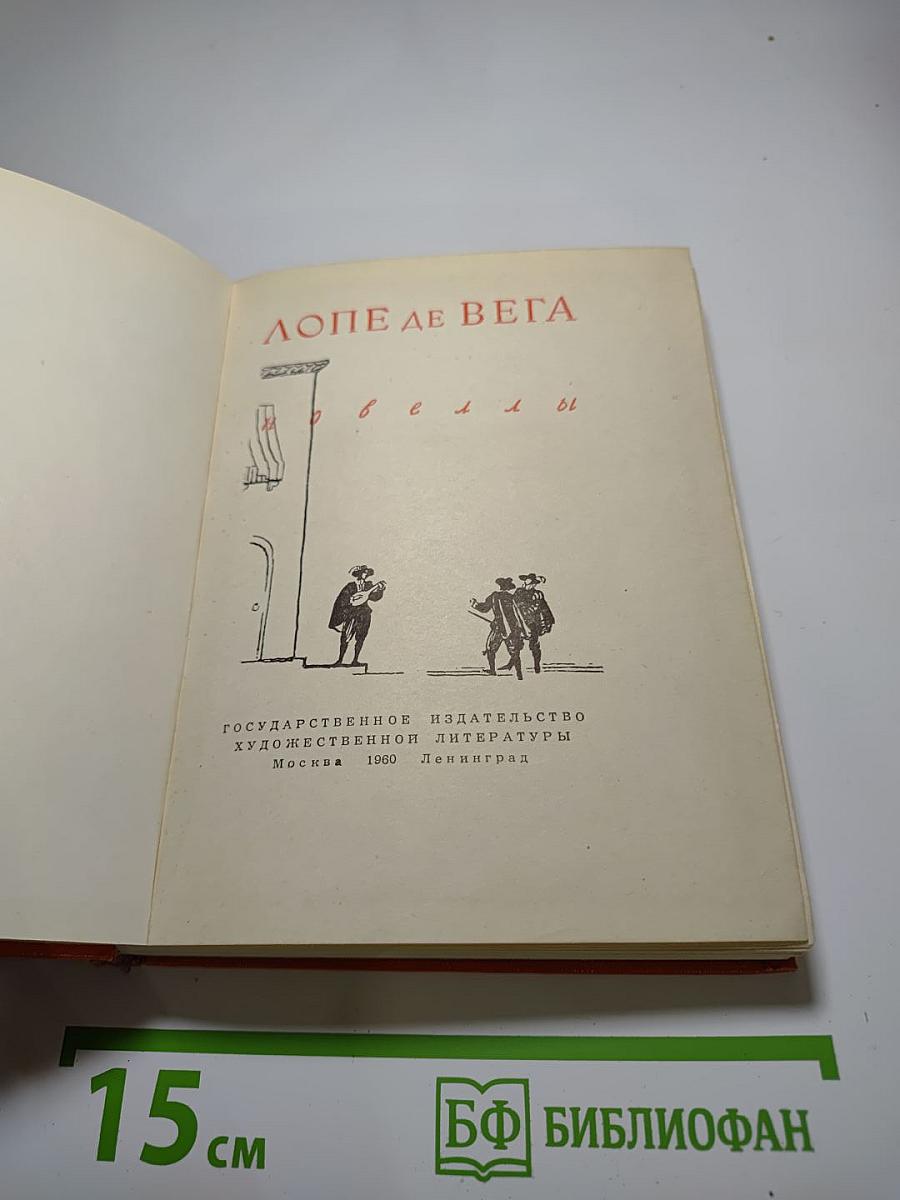 ЛОПЕ ДЕ ВЕГА
новеллы
ГОСУДАРСТВЕННОЕ ИЗДАТЕЛЬСТВО
ХУДОЖЕСТВЕННОЙ ЛИТЕРАТУРЫ
Москва 1960 Ленинград
15 см
БФ БИБЛИОФАН